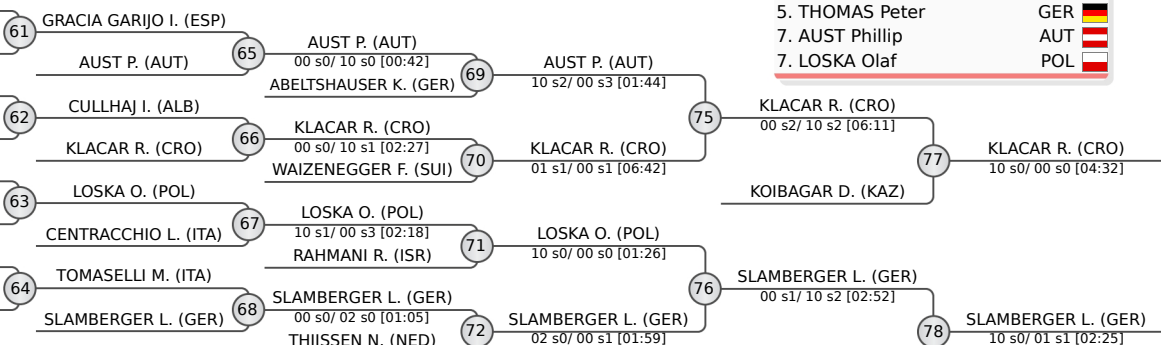 5. THOMAS Peter GER
7. AUST Phillip AUT
7. LOSKA Olaf POL
61
GRACIA GARIJO I. (ESP)
AUST P. (AUT)
62
CULLHAJ I. (ALB)
KLACAR R. (CRO)
63
LOSKA O. (POL)
CENTRACCHIO L. (ITA)
64
TOMASELLI M. (ITA)
SLAMBERGER L. (GER)
65
AUST P. (AUT)
00 s0/ 10 s0 [00:42]
ABELTSHAUSER K. (GER)
66
KLACAR R. (CRO)
00 s0/ 10 s1 [02:27]
WAIZENEGGER F. (SUI)
67
LOSKA O. (POL)
10 s1/ 00 s3 [02:18]
RAHMANI R. (ISR)
68
SLAMBERGER L. (GER)
00 s0/ 02 s0 [01:05]
THIJSSEN N. (NED)
69
AUST P. (AUT)
10 s2/ 00 s3 [01:44]
70
KLACAR R. (CRO)
01 s1/ 00 s1 [06:42]
71
LOSKA O. (POL)
10 s0/ 00 s0 [01:26]
72
SLAMBERGER L. (GER)
02 s0/ 00 s1 [01:59]
75
KLACAR R. (CRO)
00 s2/ 10 s2 [06:11]
KOIBAGAR D. (KAZ)
76
SLAMBERGER L. (GER)
00 s1/ 10 s2 [02:52]
77
KLACAR R. (CRO)
10 s0/ 00 s0 [04:32]
78
SLAMBERGER L. (GER)
10 s0/ 01 s1 [02:25]